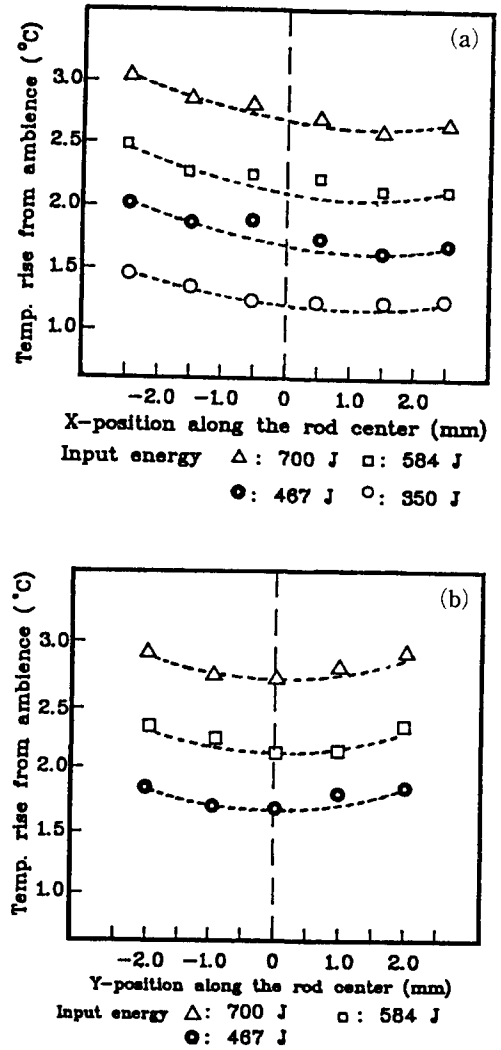 (a)
Temp. rise from ambience (°C)
3.0
2.5
2.0
1.5
1.0
-2.0 -1.0 0 1.0 2.0
X-position along the rod center (mm)
Input energy △: 700 J □: 584 J
●: 467 J ○: 350 J
(b)
Temp. rise from ambience (°C)
3.0
2.5
2.0
1.5
1.0
-2.0 -1.0 0 1.0 2.0
Y-position along the rod center (mm)
Input energy △: 700 J □: 584 J
●: 467 J